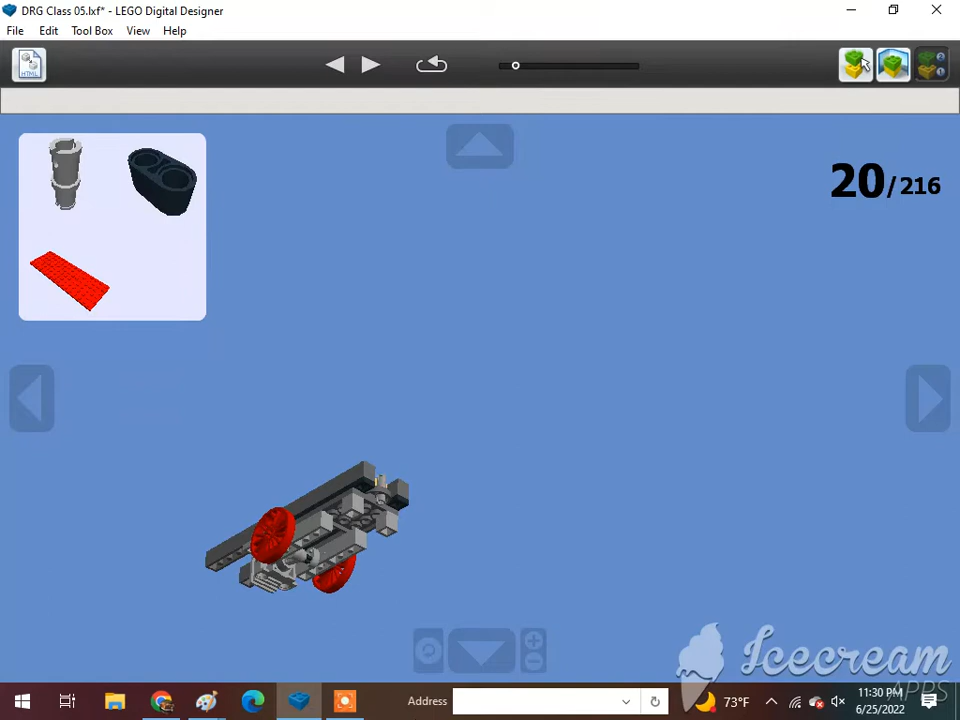 DRG Class 05.lxf* - LEGO Digital Designer
File Edit Tool Box View Help
HTML
20/216
Icecream
APPS
Address
73°F
11:30 PM
6/25/2022